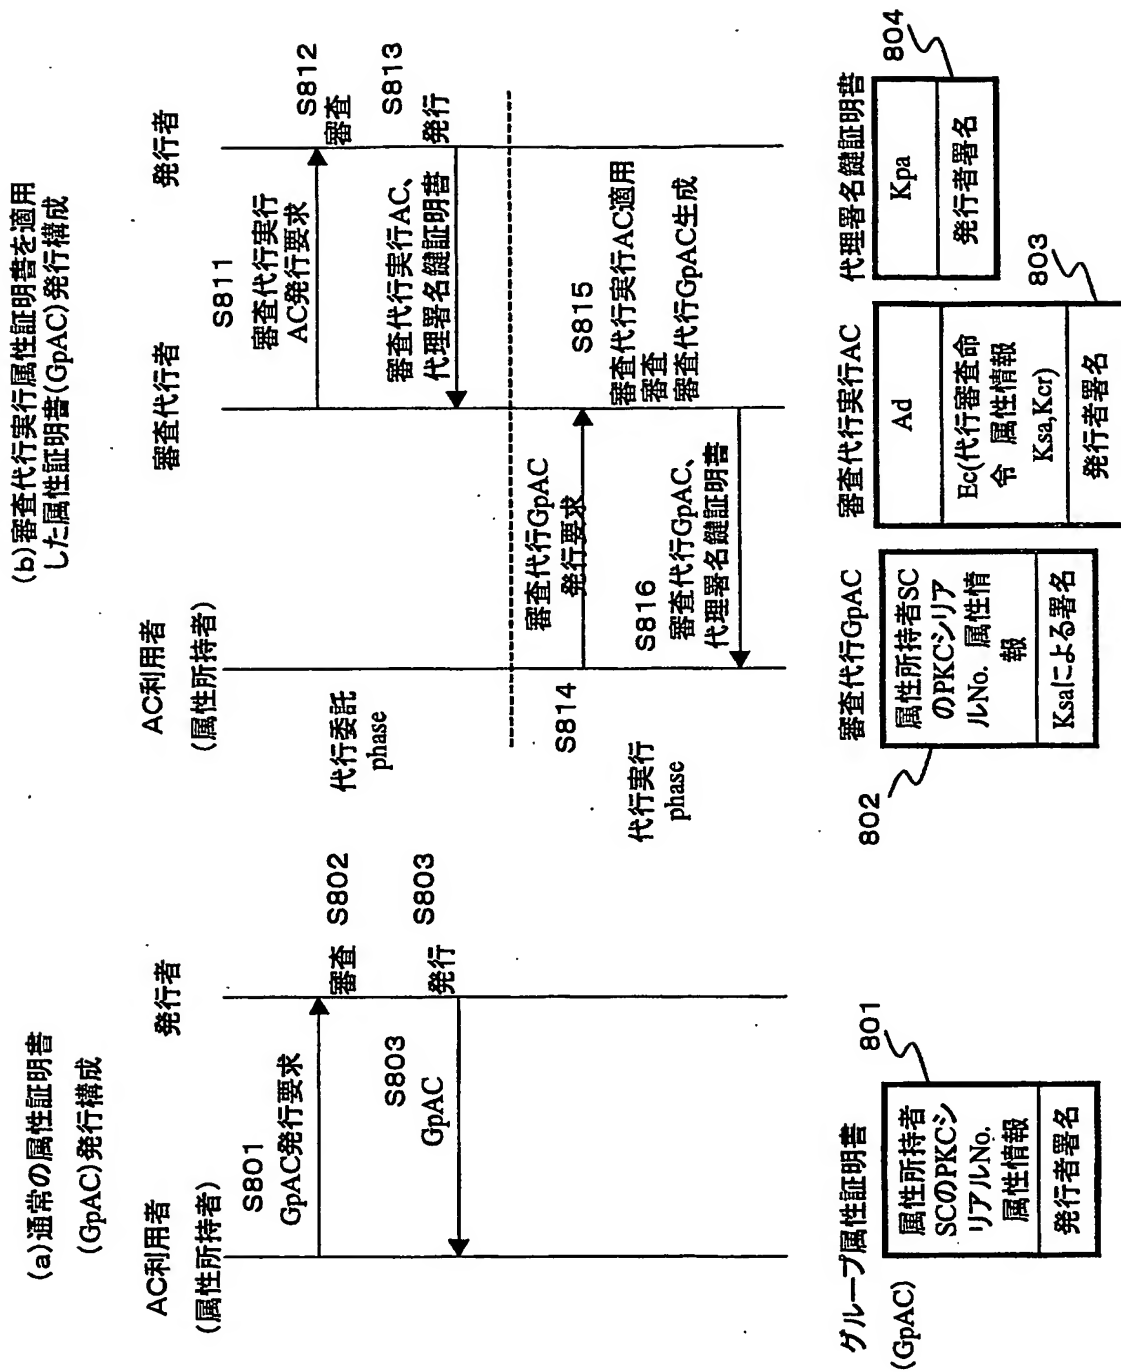 (a)通常の属性証明書
(GpAC)発行構成
AC利用者
(属性所持者)
発行者
S801
GpAC発行要求
審査 S802
S803
GpAC
発行 S803
グループ属性証明書
(GpAC)
801
属性所持者
SCのPKCシ
リアルNo.
属性情報
発行者署名
(b)審査代行実行属性証明書を適用
した属性証明書(GpAC)発行構成
AC利用者
(属性所持者)
審査代行者
発行者
代行委託
phase
S811
審査代行実行
AC発行要求
S812
審査
S813
発行
審査代行実行AC、
代理署名鍵証明書
代行実行
phase
S814
審査代行GpAC
発行要求
S815
審査代行実行AC適用
審査
審査代行GpAC生成
S816
審査代行GpAC、
代理署名鍵証明書
審査代行GpAC
802
属性所持者SC
のPKCシリア
ルNo. 属性情
報
Ksaによる署名
審査代行実行AC
803
Ad
Ec(代行審査命
令 属性情報
Ksa,Kcr)
発行者署名
代理署名鍵証明書
804
Kpa
発行者署名